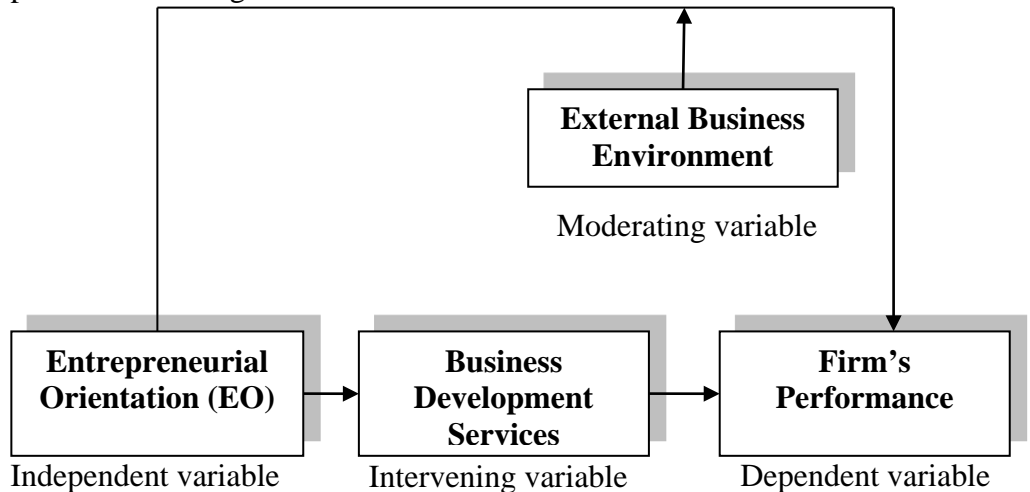 External Business
Environment
Moderating variable
Entrepreneurial
Orientation (EO)
Business
Development
Services
Firm's
Performance
Independent variable
Intervening variable
Dependent variable